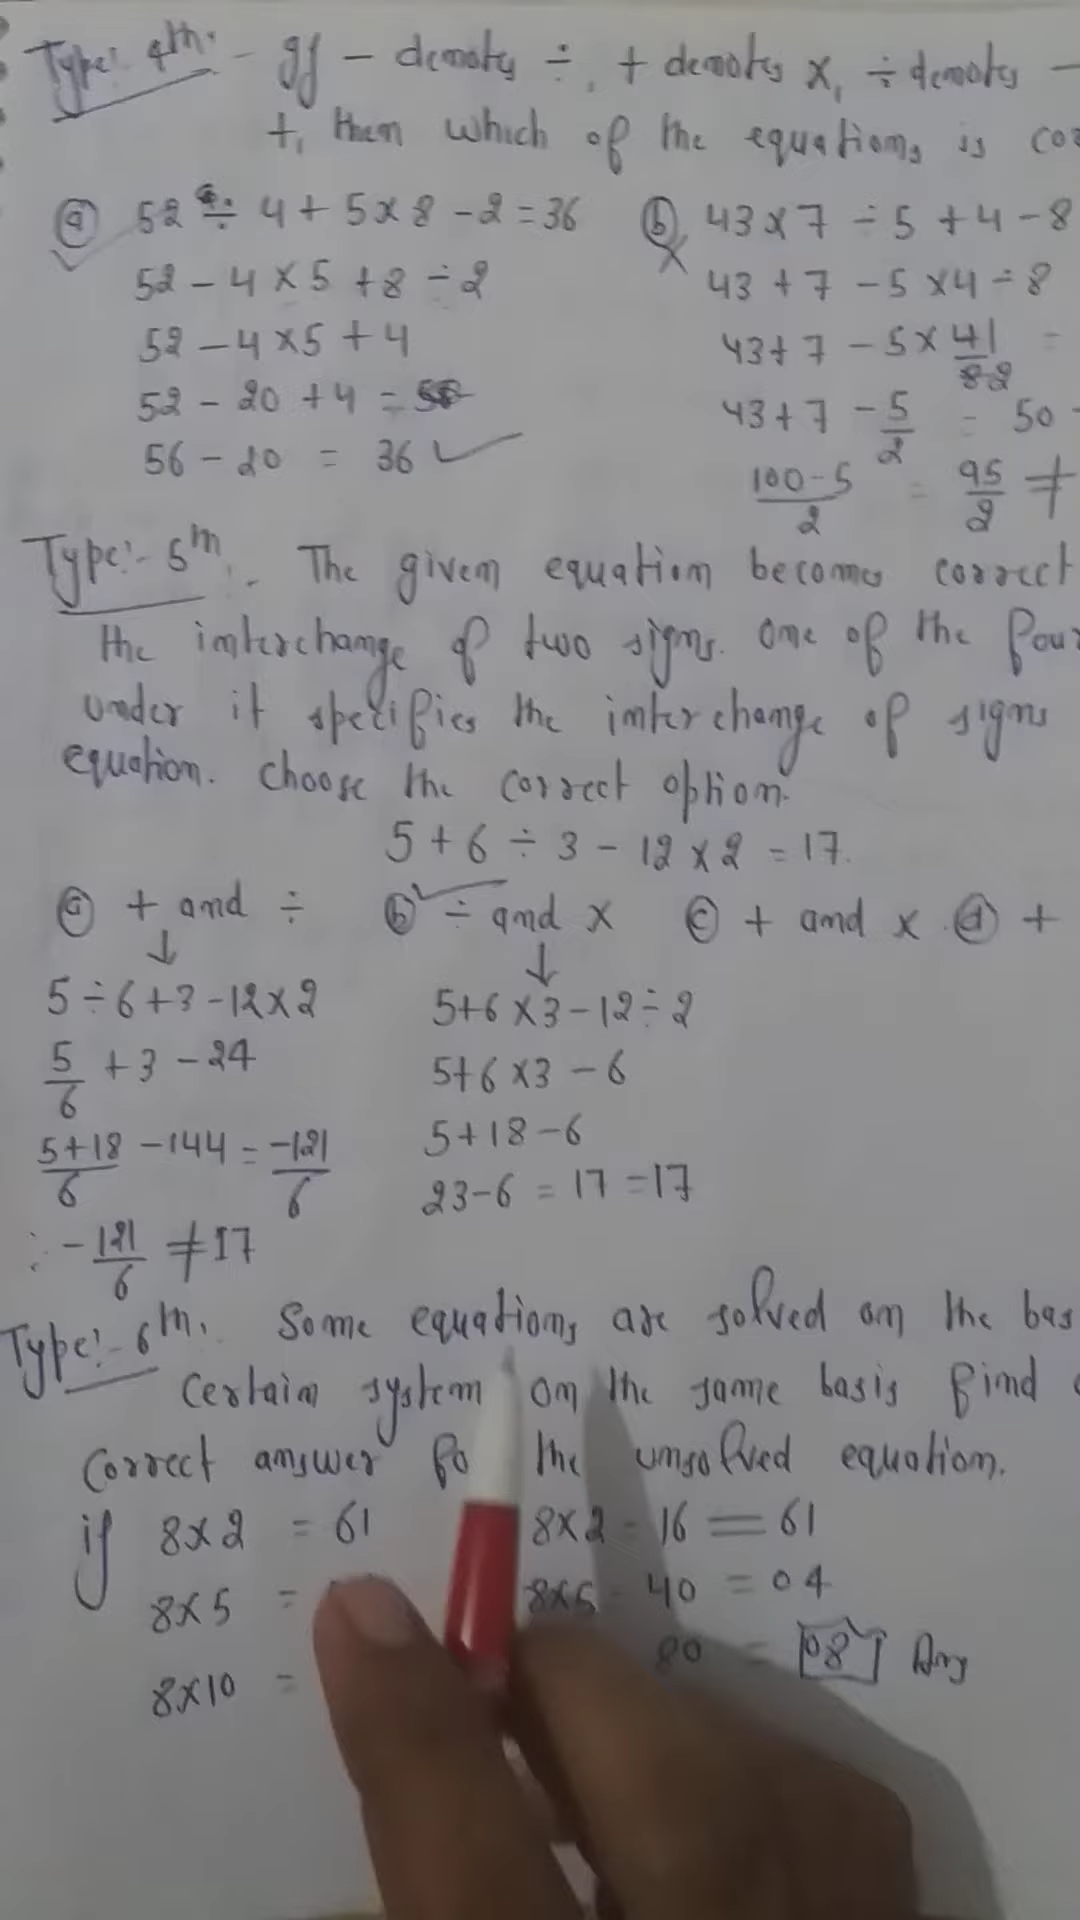 Type:- 4th. - If - denotes ÷, + denotes ×, ÷ denotes -
+, then which of the equations is
(a) 52 ÷ 4 + 5 × 8 - 2 = 36 (b) 43 × 7 ÷ 5 + 4 - 8
52 - 4 × 5 + 8 ÷ 2 43 + 7 - 5 × 4 ÷ 8
52 - 4 × 5 + 4 43 + 7 - 5 × 41/82 =
52 - 20 + 4 = 43 + 7 - 5/2 = 50 -
56 - 20 = 36 ✓ 100-5/2 = 95/2 ≠
Type:- 5th. - The given equation becomes correct
the interchange of two signs. One of the four
under it specifies the interchange of signs
equation. Choose the correct option.
5 + 6 ÷ 3 - 12 × 2 = 17.
(a) + and ÷ (b) ÷ and × (c) + and × (d) +
5 ÷ 6 + 3 - 12 × 2 5 + 6 × 3 - 12 ÷ 2
5/6 + 3 - 24 5 + 6 × 3 - 6
5+18/6 - 144 = -121/6 5 + 18 - 6
23 - 6 = 17 = 17
∴ -121/6 ≠ 17
Type:- 6th. Some equations are solved on the
certain system on the same basis find
correct answer fo the unsolved equation.
if 8×2 = 61 8×2 - 16 = 61
8×5 = 8×5 - 40 = 04
8×10 = 80 = 08 Ans